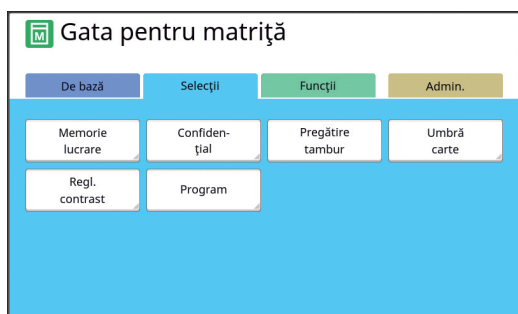 M
Gata pentru matriţă
De bază
Selecţii
Funcţii
Admin.
Memorie
lucrare
Confiden-
ţial
Pregătire
tambur
Umbră
carte
Regl.
contrast
Program